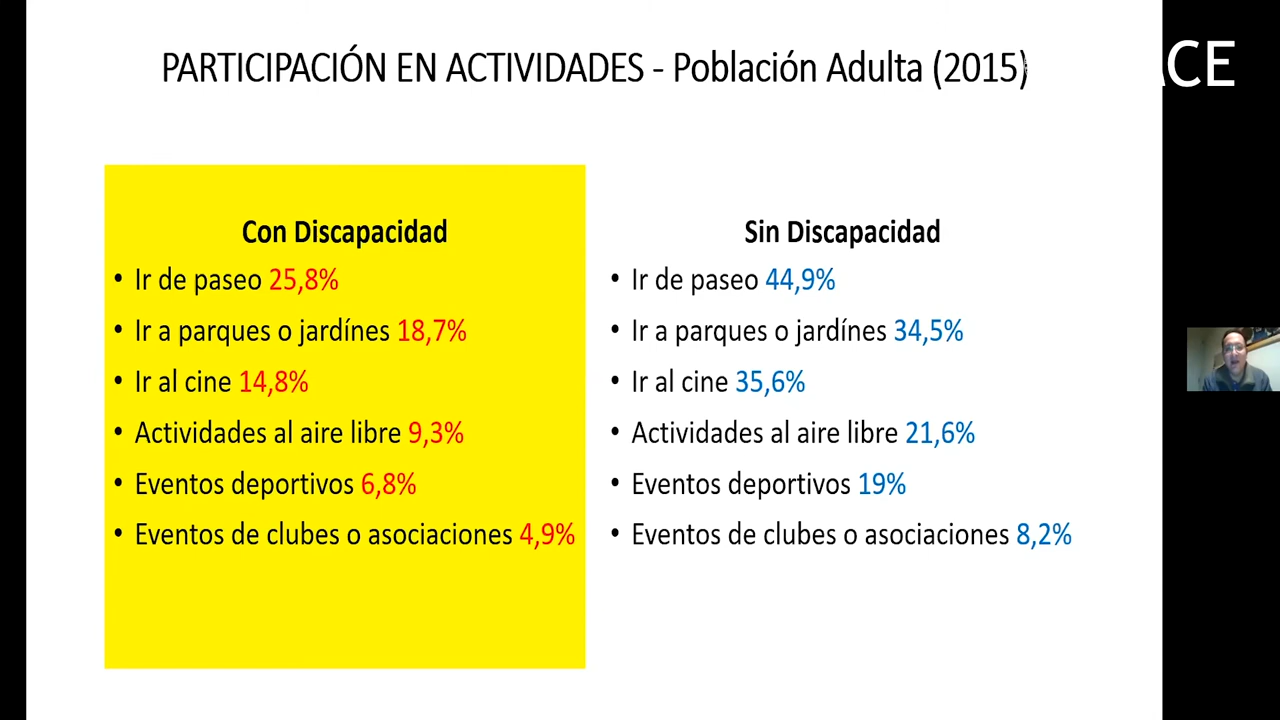 PARTICIPACIÓN EN ACTIVIDADES - Población Adulta (2015)
Con Discapacidad
• Ir de paseo 25,8%
• Ir a parques o jardínes 18,7%
• Ir al cine 14,8%
• Actividades al aire libre 9,3%
• Eventos deportivos 6,8%
• Eventos de clubes o asociaciones 4,9%
Sin Discapacidad
• Ir de paseo 44,9%
• Ir a parques o jardínes 34,5%
• Ir al cine 35,6%
• Actividades al aire libre 21,6%
• Eventos deportivos 19%
• Eventos de clubes o asociaciones 8,2%